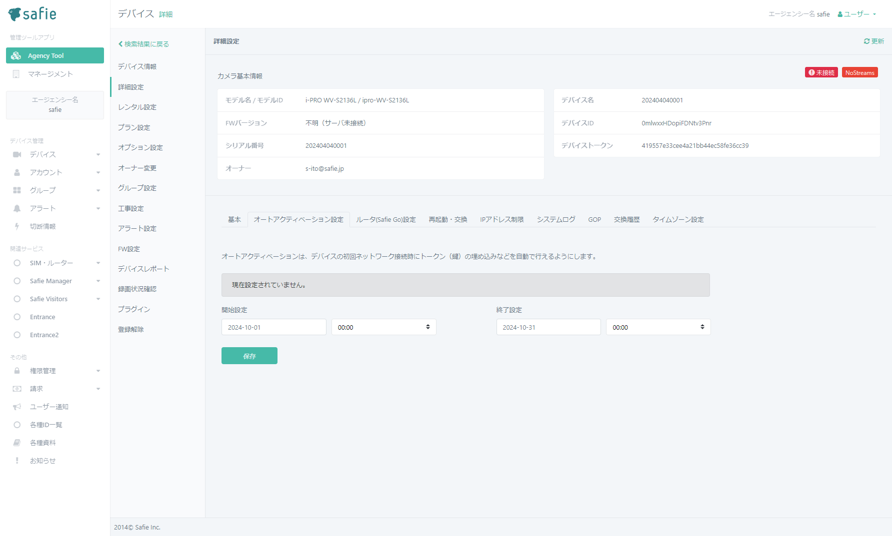 safie
管理ツールアプリ
Agency Tool
マネージメント
エージェンシー名
safie
デバイス管理
デバイス
アカウント
グループ
アラート
切断情報
映像サービス
SIM・ルーター
Safie Manager
Safie Visitors
Entrance
Entrance2
その他
権限管理
請求
ユーザー通知
各種ID一覧
各種資料
お知らせ
デバイス 詳細
エージェンシー名 safie ユーザー
検索結果に戻る
デバイス情報
詳細設定
レンタル設定
プラン設定
オプション設定
オーナー変更
グループ設定
工事設定
アラート設定
FW設定
デバイスレポート
録画状況確認
プラグイン
登録解除
詳細設定 更新
カメラ基本情報 未接続 NoStreams
モデル名 / モデルID i-PRO WV-S2136L / ipro-WV-S2136L
FWバージョン 不明（サーバ未接続）
シリアル番号 202404040001
オーナー s-ito@safie.jp
デバイス名 202404040001
デバイスID 0mlwxxHDopiFDNtv3Pnr
デバイストークン 419557e33cee4a21bb44ec58fe36cc39
基本 オートアクティベーション設定 ルータ(Safie Go)設定 再起動・交換 IPアドレス制限 システムログ GOP 交換履歴 タイムゾーン設定
オートアクティベーションは、デバイスの初回ネットワーク接続時にトークン（鍵）の埋め込みなどを自動で行えるようにします。
現在設定されていません。
開始設定 終了設定
2024-10-01 00:00 2024-10-31 00:00
保存
2014© Safie Inc.